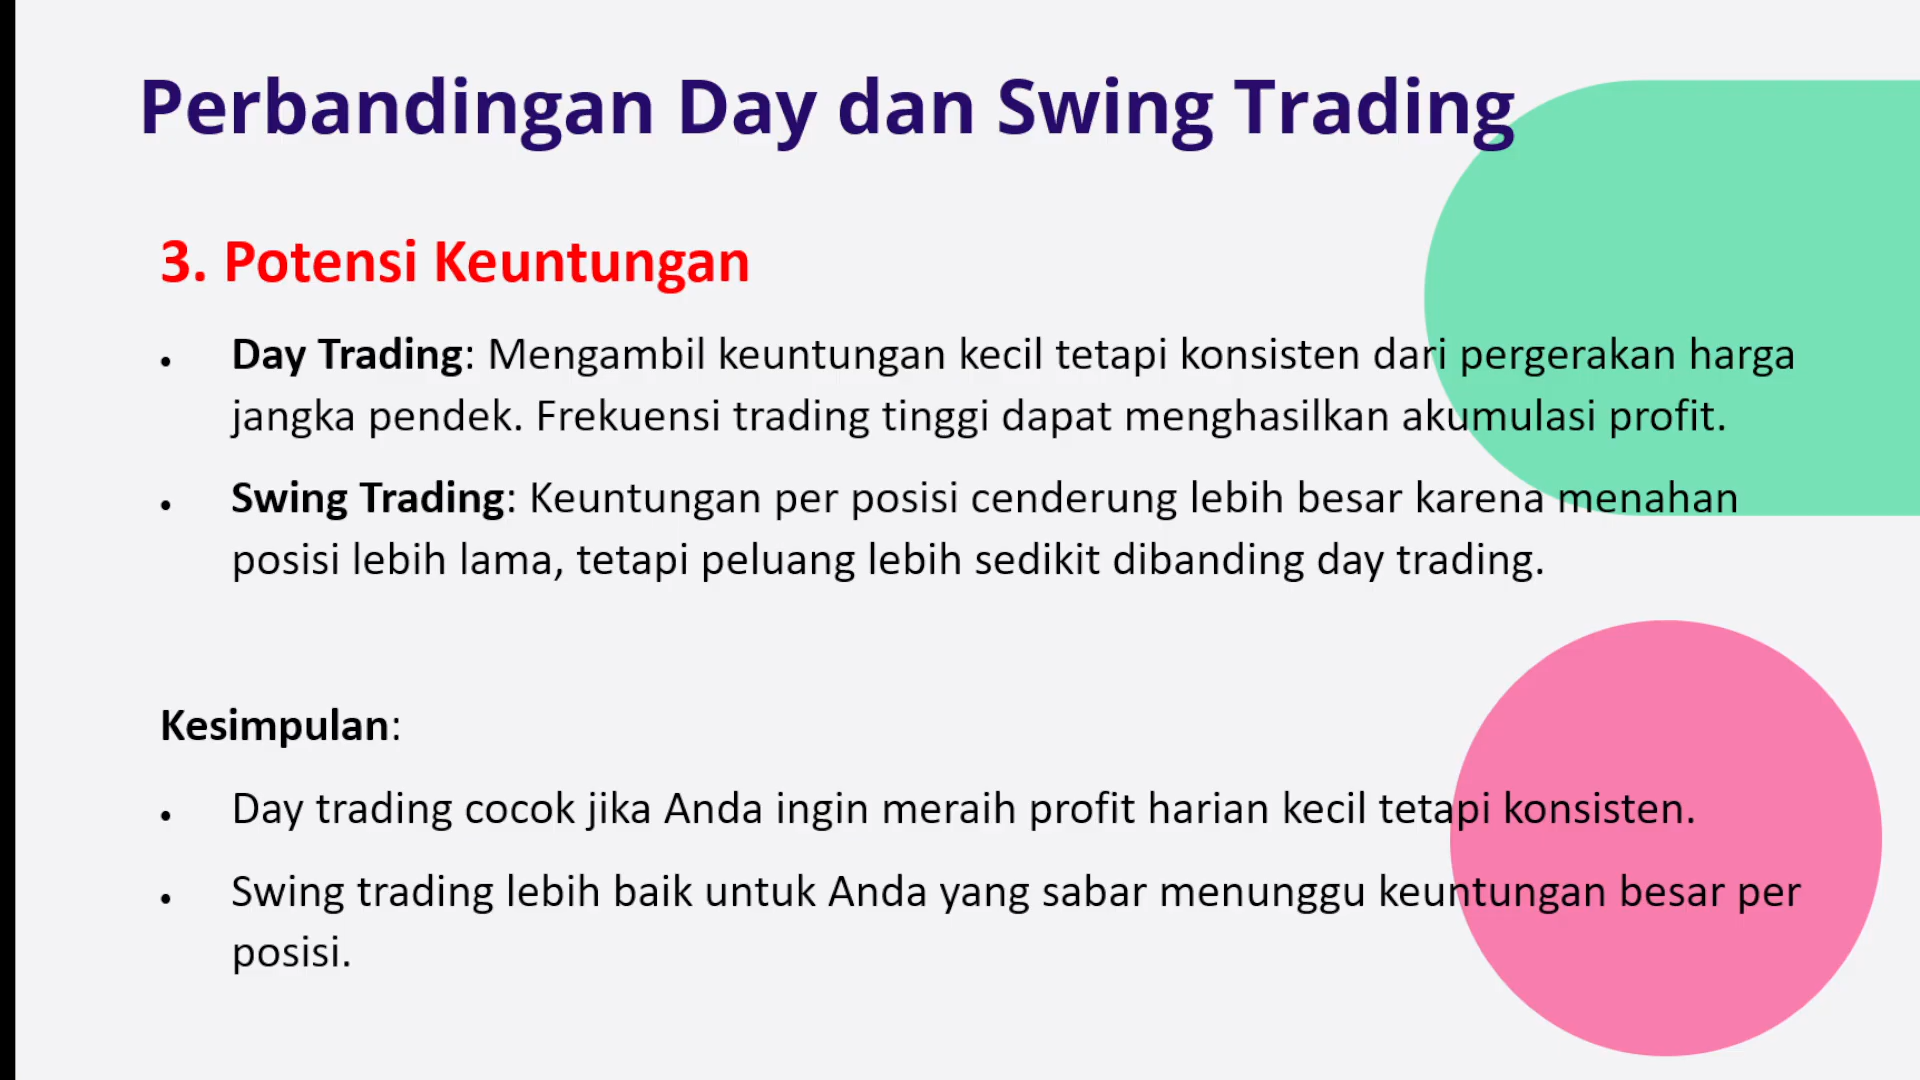 Perbandingan Day dan Swing Trading
3. Potensi Keuntungan
• Day Trading: Mengambil keuntungan kecil tetapi konsisten dari pergerakan harga
jangka pendek. Frekuensi trading tinggi dapat menghasilkan akumulasi profit.
• Swing Trading: Keuntungan per posisi cenderung lebih besar karena menahan
posisi lebih lama, tetapi peluang lebih sedikit dibanding day trading.
Kesimpulan:
• Day trading cocok jika Anda ingin meraih profit harian kecil tetapi konsisten.
• Swing trading lebih baik untuk Anda yang sabar menunggu keuntungan besar per
posisi.